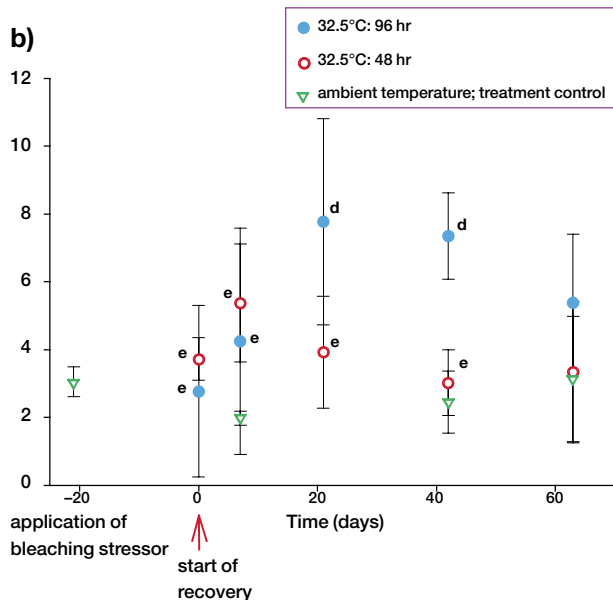 b)
32.5°C: 96 hr
32.5°C: 48 hr
ambient temperature; treatment control
12
10
8
6
4
2
0
d
d
e
e
e
e
e
e
–20
0
20
40
60
Time (days)
application of
bleaching stressor
start of
recovery